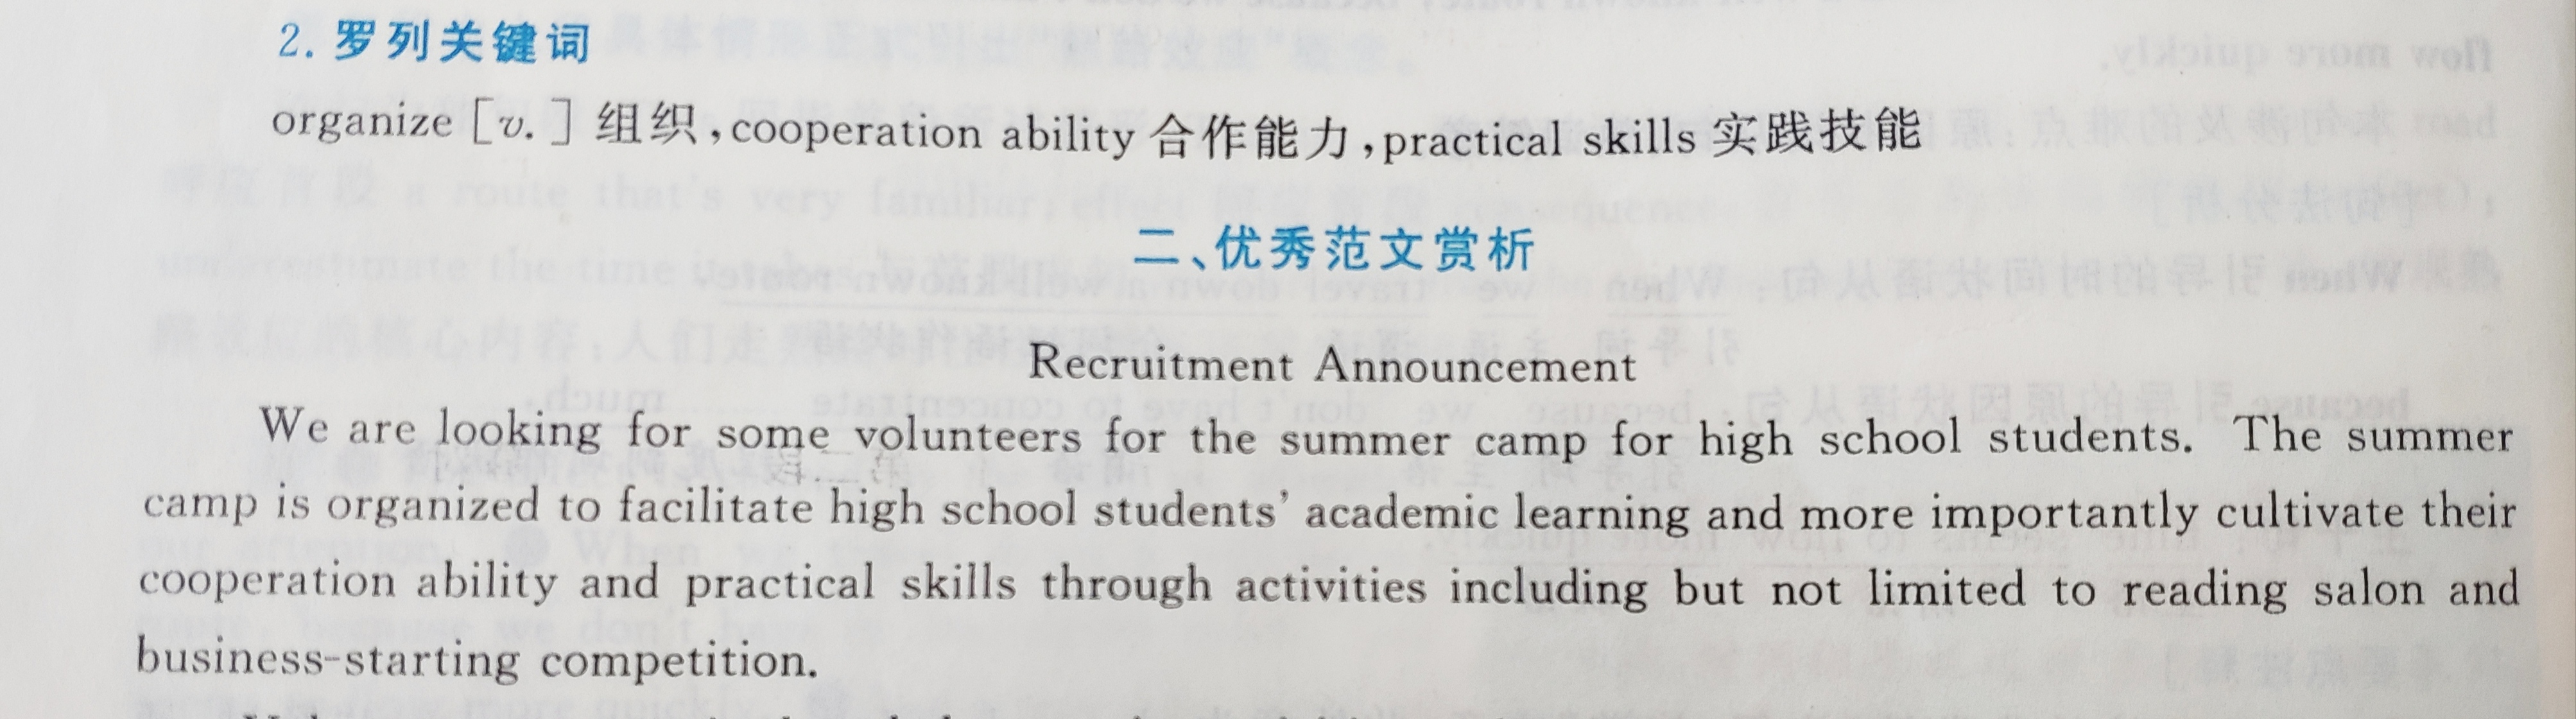 2. 罗列关键词
organize [v. ] 组织,cooperation ability 合作能力,practical skills 实践技能
二、优秀范文赏析
Recruitment Announcement
We are looking for some volunteers for the summer camp for high school students. The summer
camp is organized to facilitate high school students' academic learning and more importantly cultivate their
cooperation ability and practical skills through activities including but not limited to reading salon and
business-starting competition.